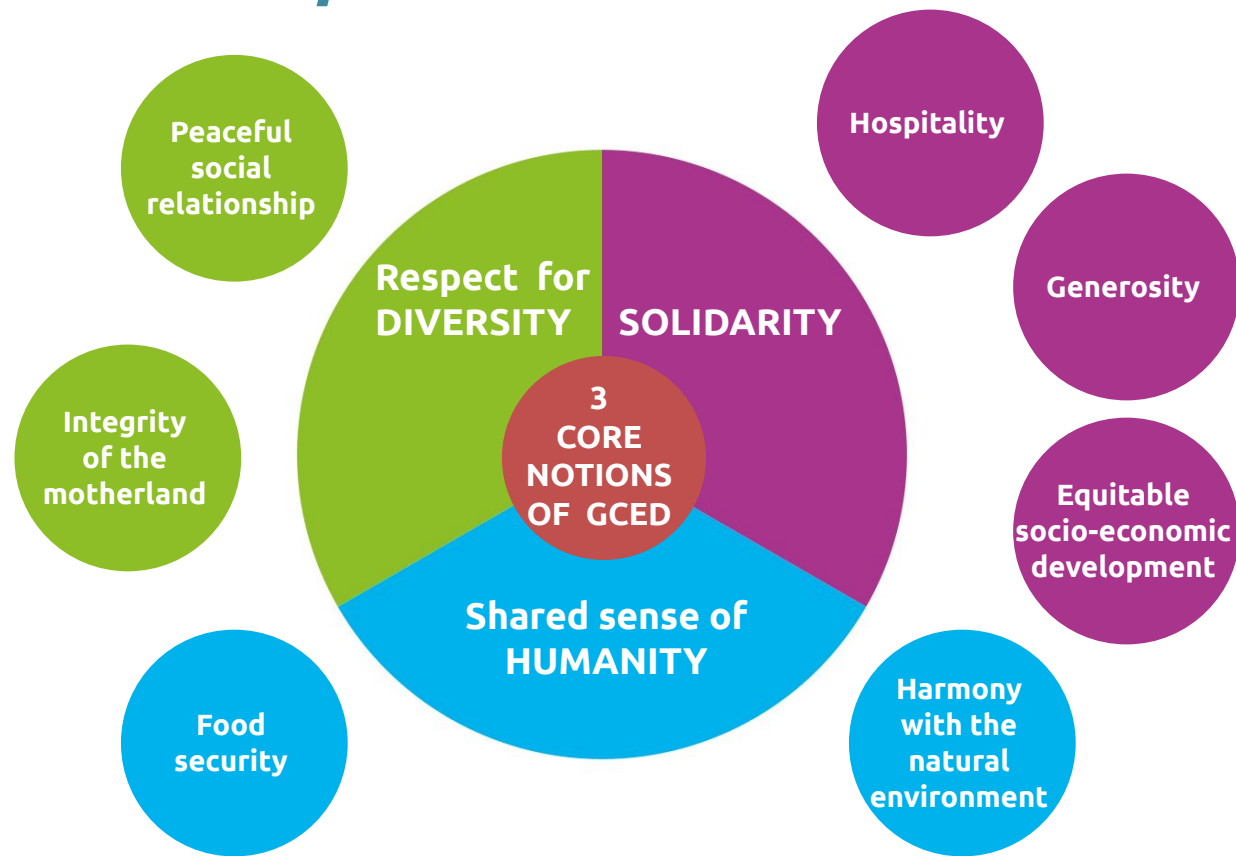 Peaceful
social
relationship
Hospitality
Respect for
DIVERSITY
SOLIDARITY
Generosity
3
CORE
NOTIONS
OF GCED
Integrity
of the
motherland
Equitable
socio-economic
development
Shared sense of
HUMANITY
Food
security
Harmony
with the
natural
environment